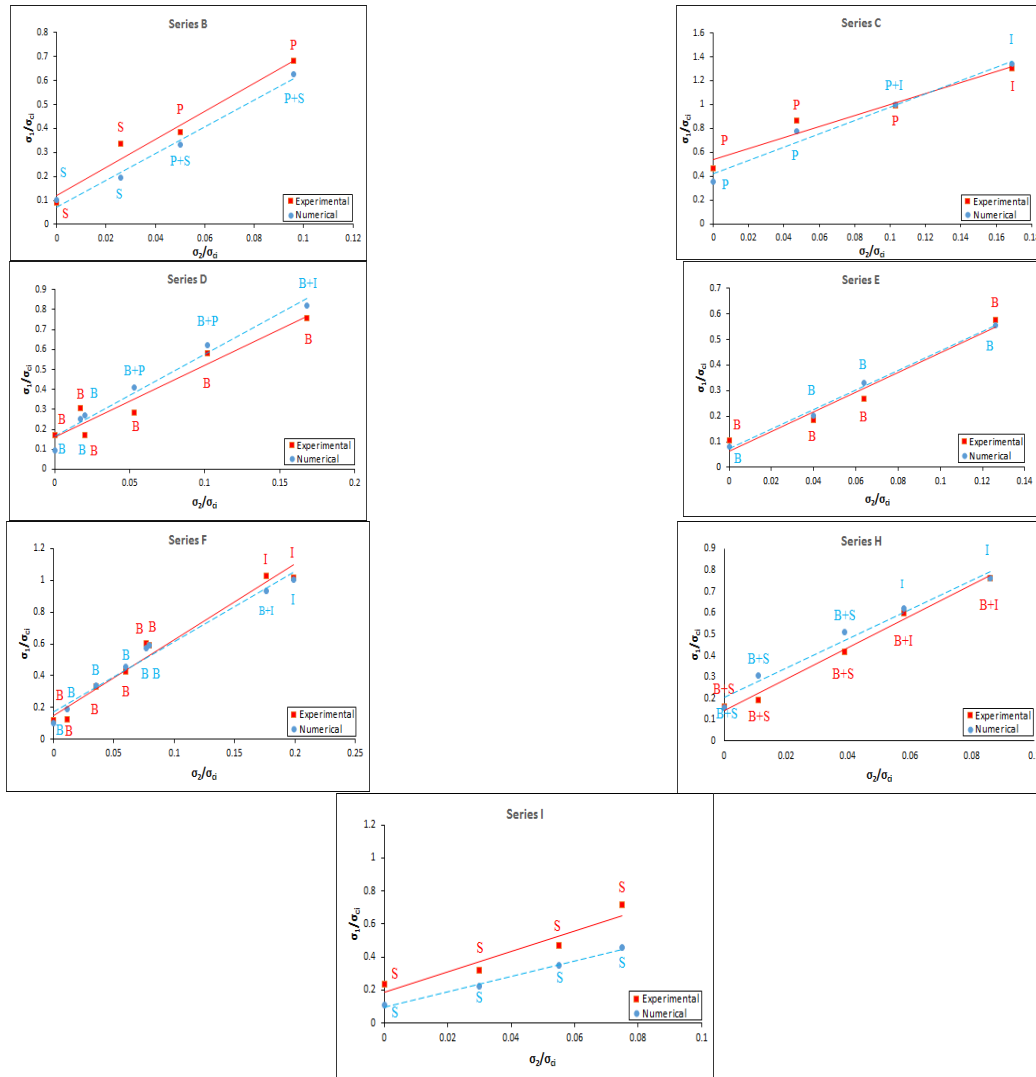 Series B
σ1/σci
0.8
0.7
0.6
0.5
0.4
0.3
0.2
0.1
0
P
P
S
S
S
S
P+S
P+S
Experimental
Numerical
0 0.02 0.04 0.06 0.08 0.1 0.12
σ2/σci
Series C
σ1/σci
1.6
1.4
1.2
1
0.8
0.6
0.4
0.2
0
I
I
P+I
P
P
P
P
P
Experimental
Numerical
0 0.02 0.04 0.06 0.08 0.1 0.12 0.14 0.16 0.18
σ2/σci
Series D
σ1/σci
0.9
0.8
0.7
0.6
0.5
0.4
0.3
0.2
0.1
0
B+I
B
B+P
B
B+P
B
B
B
B
B
B
B
Experimental
Numerical
0 0.05 0.1 0.15 0.2
σ2/σci
Series E
σ1/σci
0.7
0.6
0.5
0.4
0.3
0.2
0.1
0
B
B
B
B
B
B
B
B
Experimental
Numerical
0 0.02 0.04 0.06 0.08 0.1 0.12 0.14
σ2/σci
Series F
σ1/σci
1.2
1
0.8
0.6
0.4
0.2
0
I I
B+I I
B B
B B
B B
B B
B B
B B
Experimental
Numerical
0 0.05 0.1 0.15 0.2 0.25
σ2/σci
Series H
σ1/σci
0.9
0.8
0.7
0.6
0.5
0.4
0.3
0.2
0.1
0
I
B+I
I
B+I
B+S
B+S
B+S
B+S
B+S
B+S
Experimental
Numerical
0 0.02 0.04 0.06 0.08
σ2/σci
Series I
σ1/σci
1.2
1
0.8
0.6
0.4
0.2
0
S
S
S
S
S
S
S
S
Experimental
Numerical
0 0.02 0.04 0.06 0.08 0.1
σ2/σci